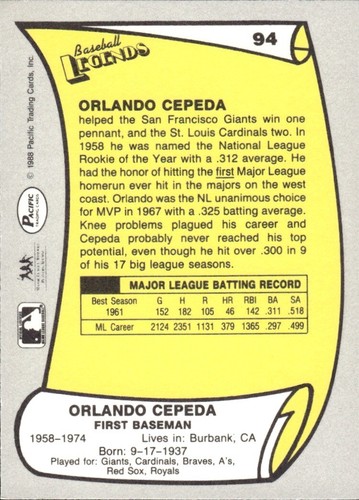 94
Baseball
LEGENDS
ORLANDO CEPEDA
helped the San Francisco Giants win one
pennant, and the St. Louis Cardinals two. In
1958 he was named the National League
Rookie of the Year with a .312 average. He
had the honor of hitting the first Major League
homerun ever hit in the majors on the west
coast. Orlando was the NL unanimous choice
for MVP in 1967 with a .325 batting average.
Knee problems plagued his career and
Cepeda probably never reached his top
potential, even though he hit over .300 in 9
of his 17 big league seasons.
MAJOR LEAGUE BATTING RECORD
Best Season G H R HR RBI BA SA
1961 152 182 105 46 142 .311 .518
ML Career 2124 2351 1131 379 1365 .297 .499
ORLANDO CEPEDA
FIRST BASEMAN
1958-1974 Lives in: Burbank, CA
Born: 9-17-1937
Played for: Giants, Cardinals, Braves, A's,
Red Sox, Royals
© 1988 Pacific Trading Cards, Inc.
PACIFIC
TRADING CARDS